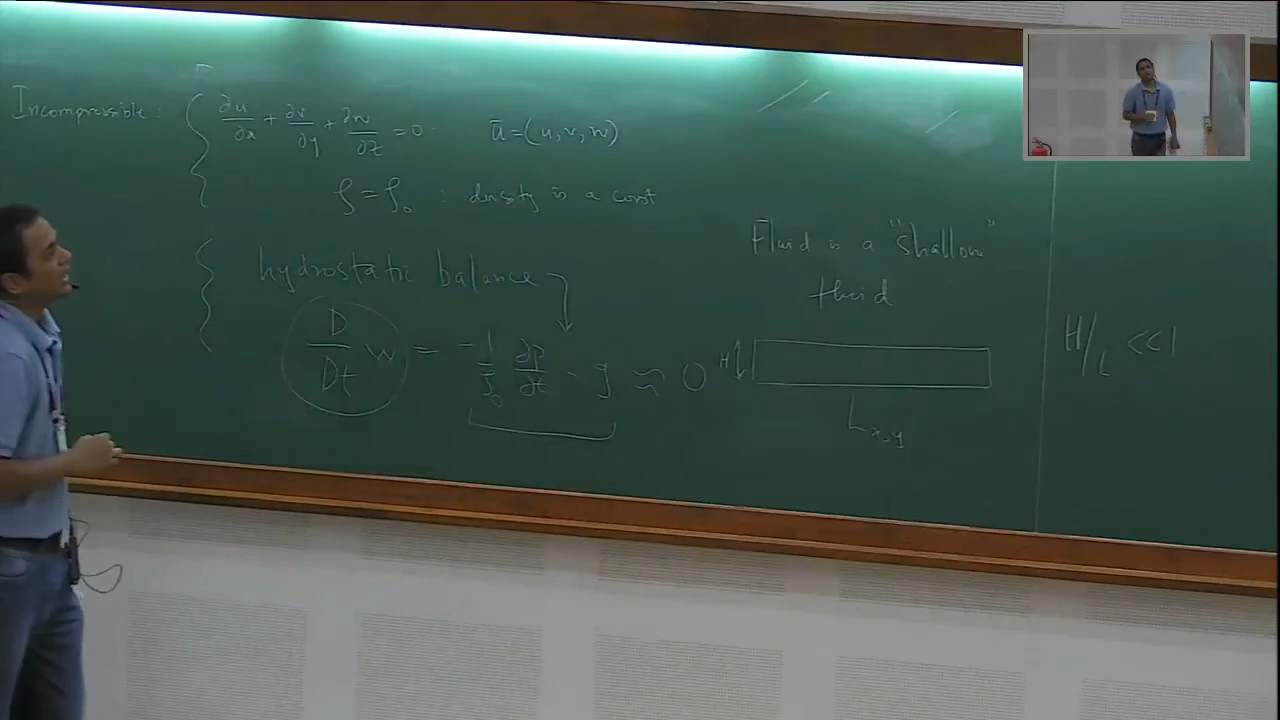 Incompressible : { ∂u/∂x + ∂v/∂y + ∂w/∂z = 0 ū = (u, v, w)
ρ = ρ₀ : density is a const
{ hydrostatic balance
D/Dt w = - 1/ρ₀ ∂p/∂t - g ≈ 0
Fluid is a "shallow"
fluid
H
L x,y
H/L <<1